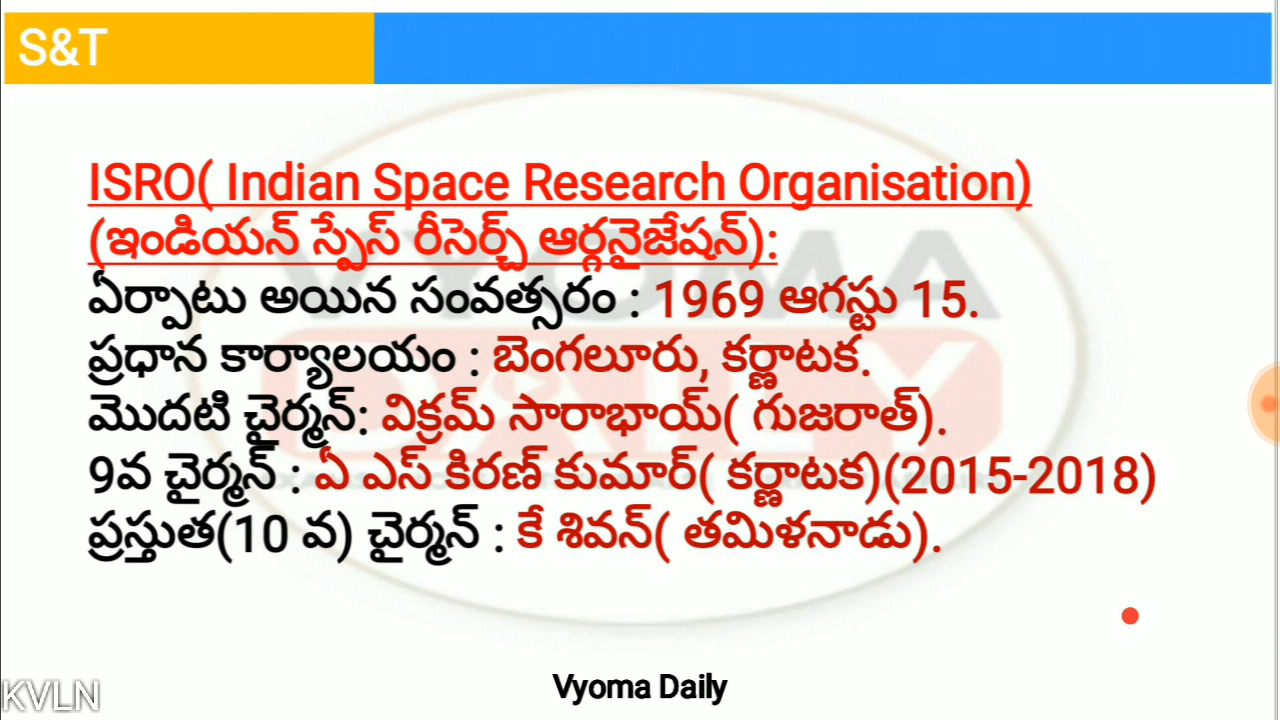 S&T
ISRO( Indian Space Research Organisation)
(ఇండియన్ స్పేస్ రీసెర్చ్ ఆర్గనైజేషన్):
ఏర్పాటు అయిన సంవత్సరం : 1969 ఆగస్టు 15.
ప్రధాన కార్యాలయం : బెంగలూరు, కర్ణాటక.
మొదటి చైర్మన్: విక్రమ్ సారాభాయ్( గుజరాత్).
9వ చైర్మన్ : ఏ ఎస్ కిరణ్ కుమార్( కర్ణాటక)(2015-2018)
ప్రస్తుత(10 వ) చైర్మన్ : కే శివన్( తమిళనాడు).
VYOMA
DAILY
Vyoma Daily
KVLN